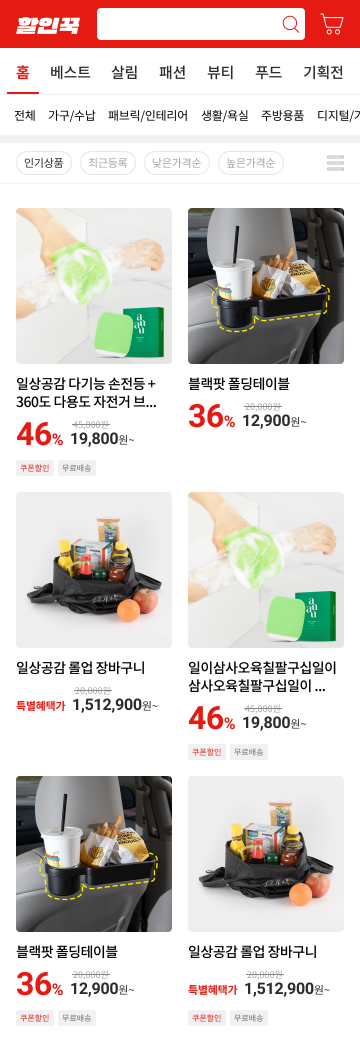 할인꾹
홈 베스트 살림 패션 뷰티 푸드 기획전
전체 가구/수납 패브릭/인테리어 생활/욕실 주방용품 디지털/가
인기상품 최근등록 낮은가격순 높은가격순
일상공감 다기능 손전등 +
360도 다용도 자전거 브...
45,000원
46% 19,800원~
쿠폰할인 무료배송
블랙팟 폴딩테이블
20,000원
36% 12,900원~
일상공감 롤업 장바구니
20,000원
특별혜택가 1,512,900원~
일이삼사오육칠팔구십일이
삼사오육칠팔구십일이 ...
45,000원
46% 19,800원~
쿠폰할인 무료배송
블랙팟 폴딩테이블
20,000원
36% 12,900원~
쿠폰할인 무료배송
일상공감 롤업 장바구니
20,000원
특별혜택가 1,512,900원~
쿠폰할인 무료배송